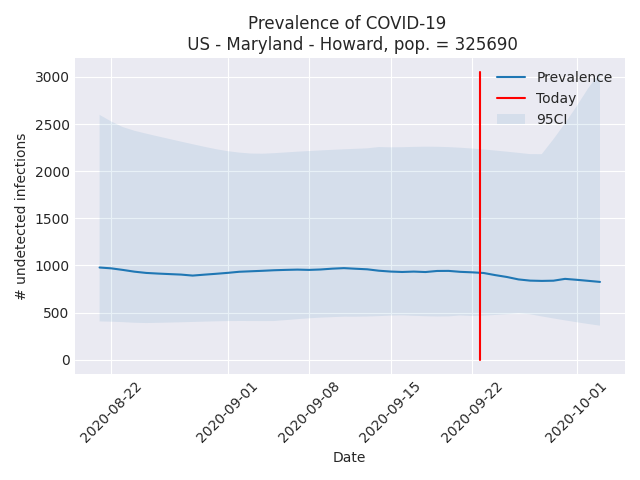 Prevalence of COVID-19
US - Maryland - Howard, pop. = 325690
3000
2500
2000
1500
1000
500
0
# undetected infections
Prevalence
Today
95CI
2020-08-22
2020-09-01
2020-09-08
2020-09-15
2020-09-22
2020-10-01
Date